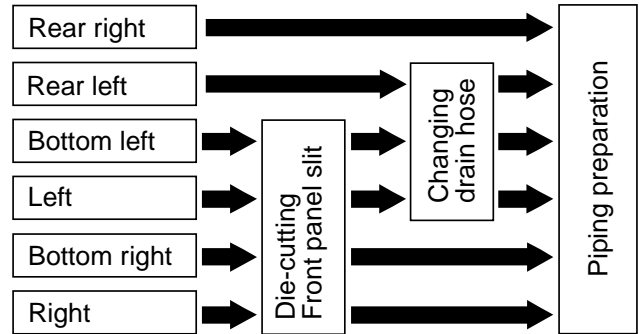 Rear right
Rear left
Bottom left
Left
Bottom right
Right
Die-cutting
Front panel slit
Changing
drain hose
Piping preparation